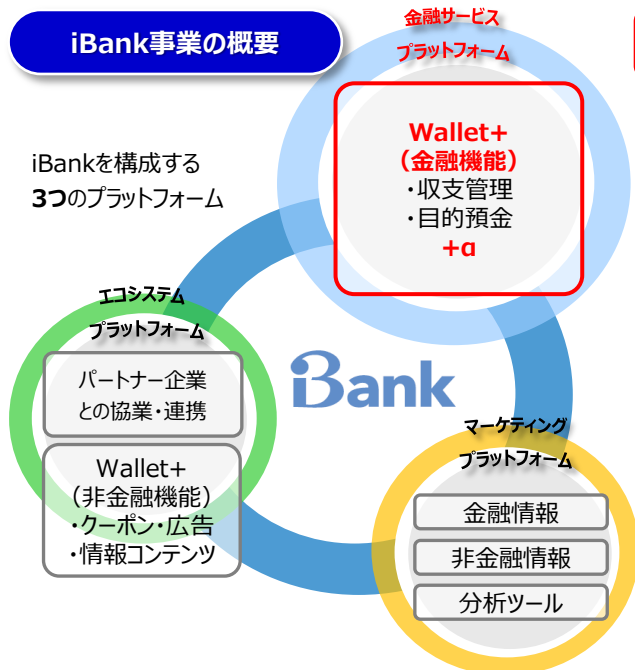 iBank事業の概要
金融サービス
プラットフォーム
Wallet+
（金融機能）
・収支管理
・目的預金
+α
iBankを構成する
3つのプラットフォーム
エコシステム
プラットフォーム
パートナー企業
との協業・連携
Wallet+
（非金融機能）
・クーポン・広告
・情報コンテンツ
iBank
マーケティング
プラットフォーム
金融情報
非金融情報
分析ツール